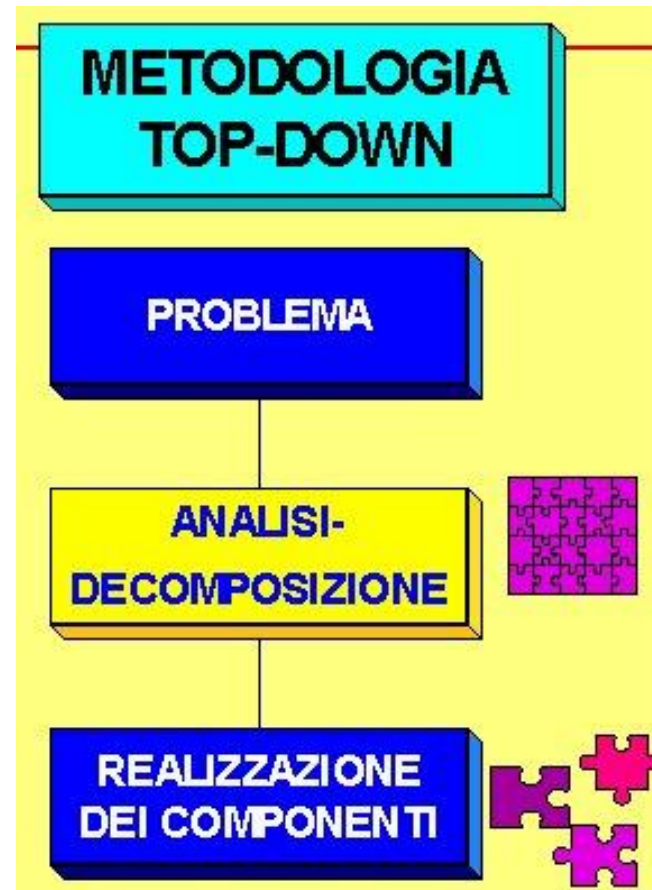 METODOLOGIA
TOP-DOWN
PROBLEMA
ANALISI-
DECOMPOSIZIONE
REALIZZAZIONE
DEI COMPONENTI